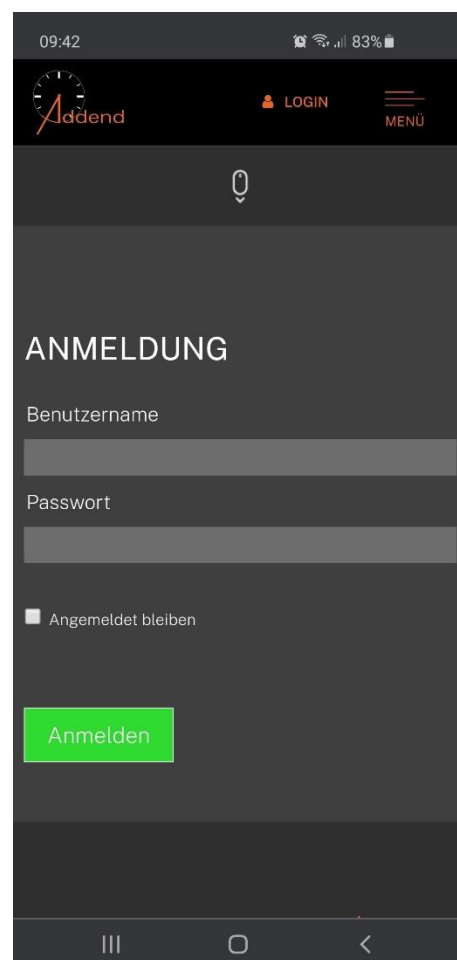 09:42
83%
Addend
LOGIN
MENÜ
ANMELDUNG
Benutzername
Passwort
Angemeldet bleiben
Anmelden